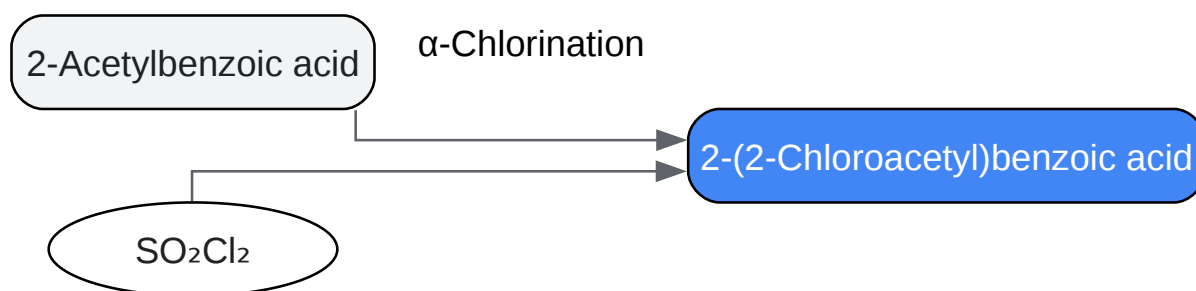 2-Acetylbenzoic acid
α-Chlorination
2-(2-Chloroacetyl)benzoic acid
SO₂Cl₂